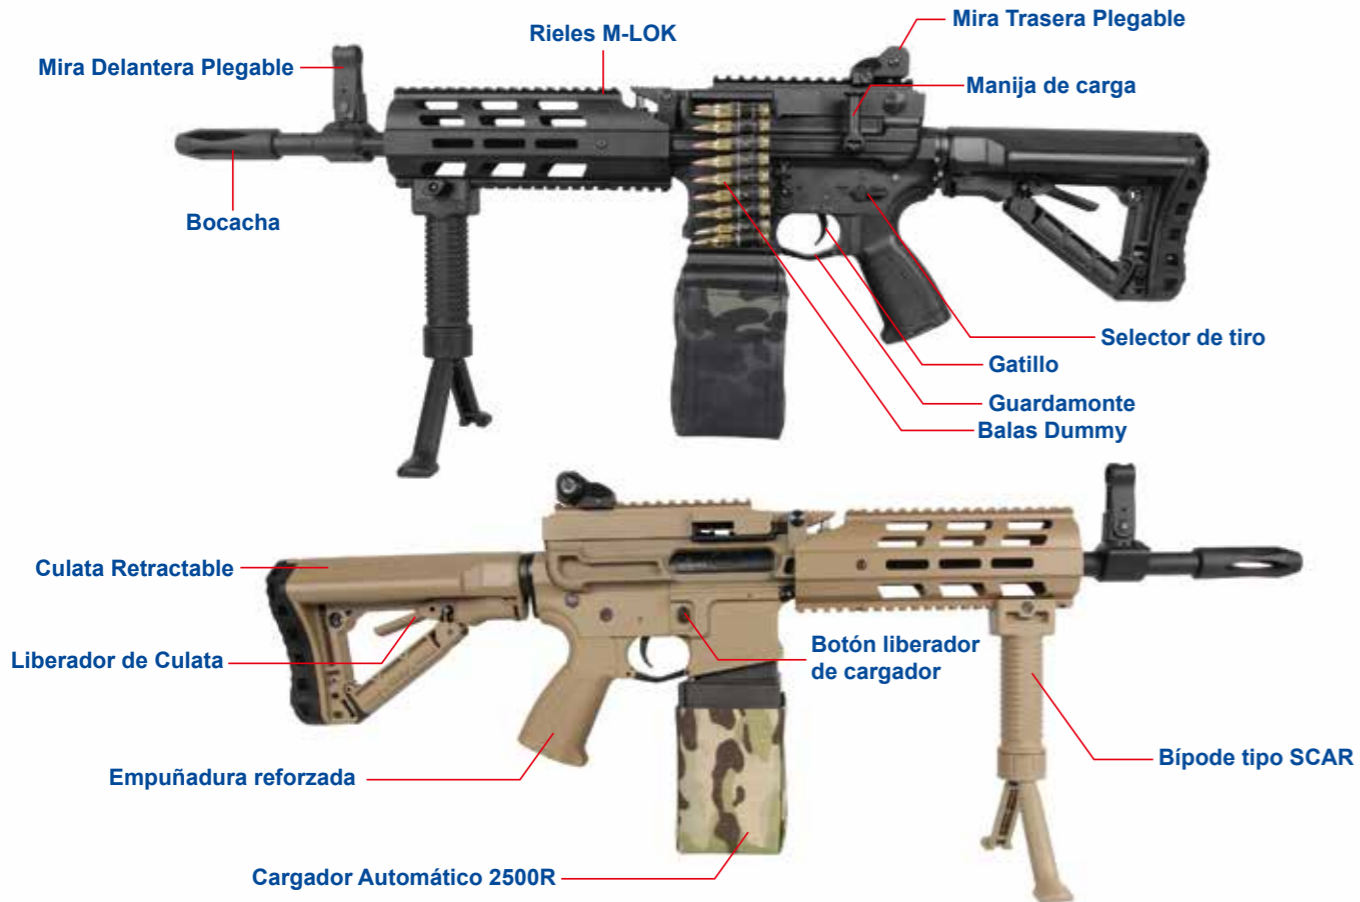 Mira Trasera Plegable
Rieles M-LOK
Mira Delantera Plegable
Manija de carga
Bocacha
Selector de tiro
Gatillo
Guardamonte
Balas Dummy
Culata Retractable
Liberador de Culata
Botón liberador
de cargador
Bípode tipo SCAR
Empuñadura reforzada
Cargador Automático 2500R